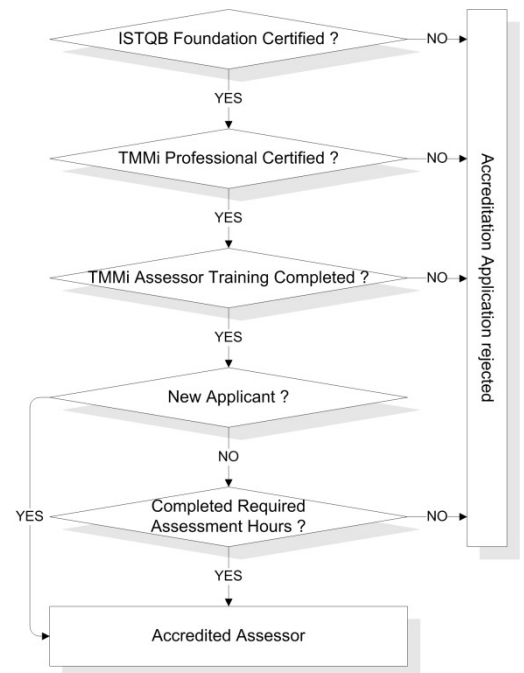 ISTQB Foundation Certified ?
NO
YES
TMMi Professional Certified ?
NO
YES
TMMi Assessor Training Completed ?
NO
YES
New Applicant ?
NO
YES
Completed Required
Assessment Hours ?
NO
YES
Accredited Assessor
Accreditation Application rejected